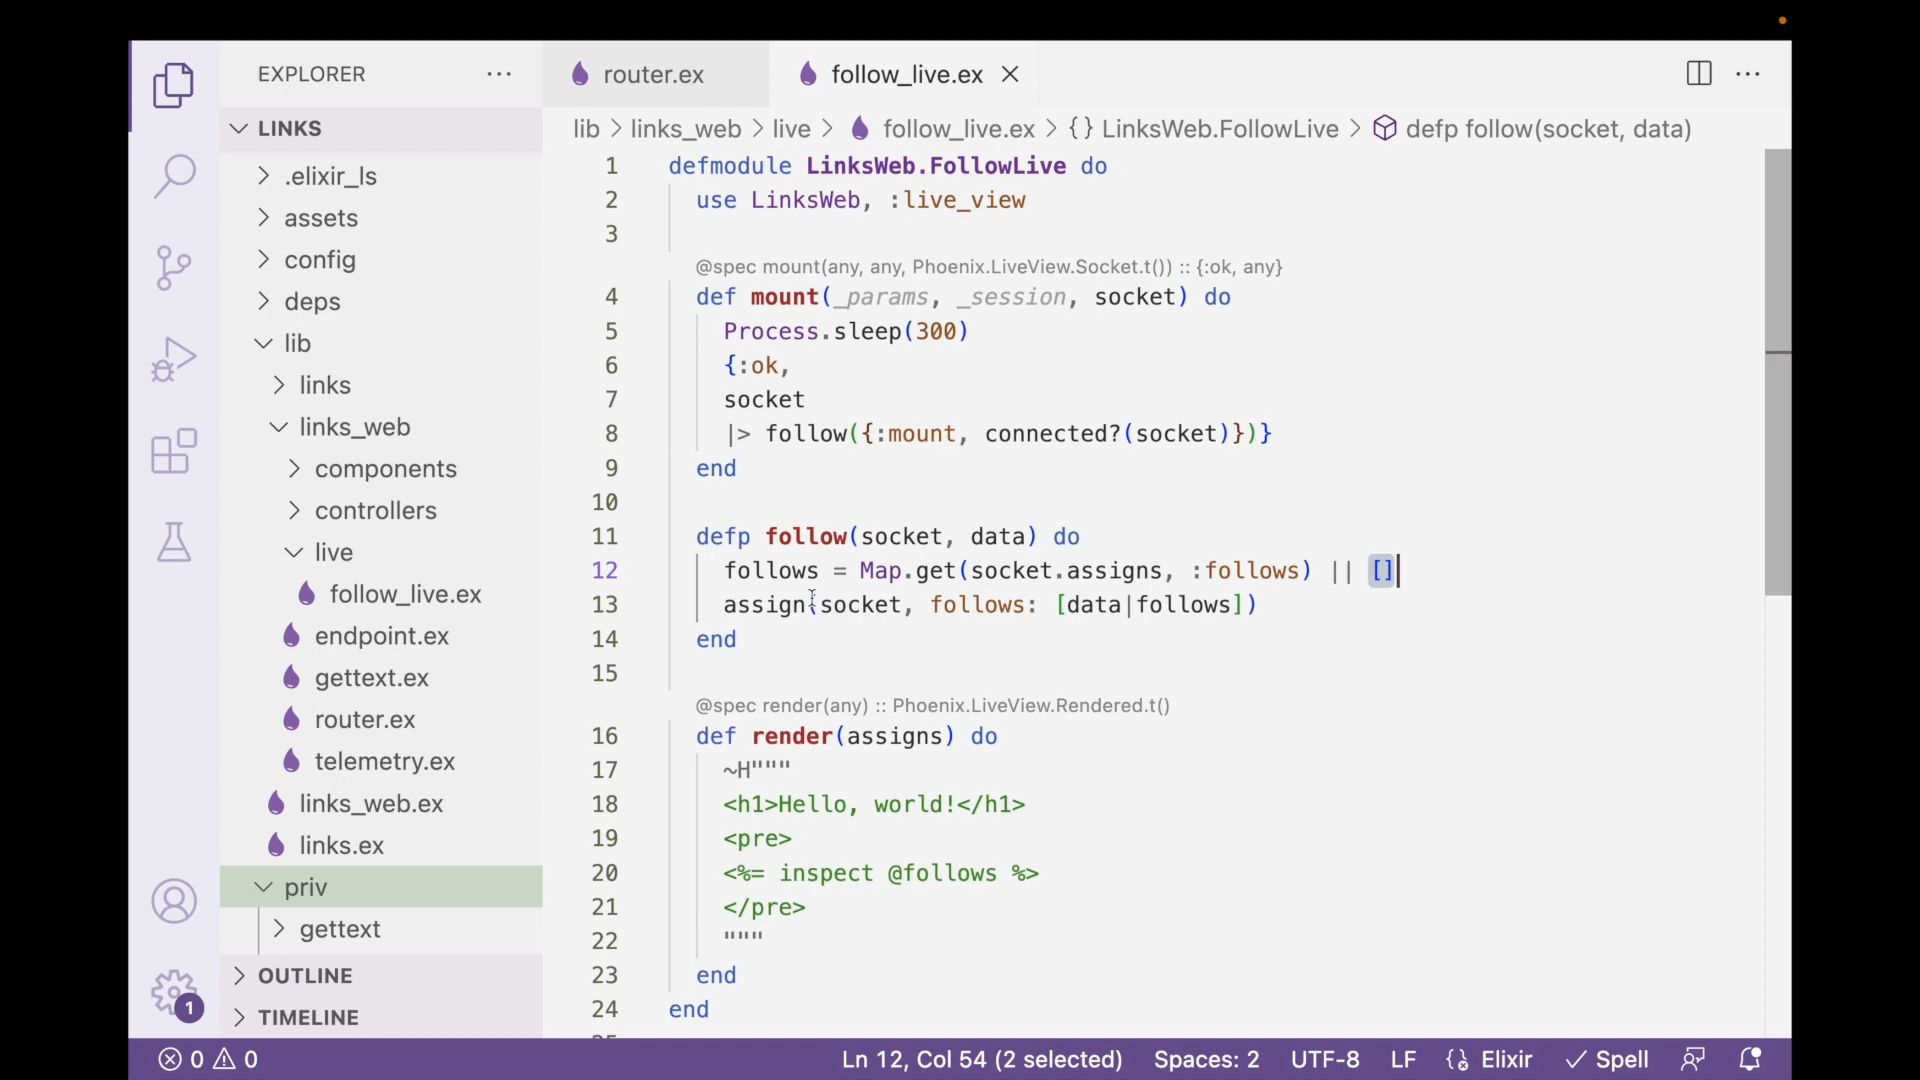 EXPLORER
LINKS
.elixir_ls
assets
config
deps
lib
links
links_web
components
controllers
live
follow_live.ex
endpoint.ex
gettext.ex
router.ex
telemetry.ex
links_web.ex
links.ex
priv
gettext
OUTLINE
TIMELINE
1
router.ex
follow_live.ex
lib > links_web > live > follow_live.ex > {} LinksWeb.FollowLive > defp follow(socket, data)
1 defmodule LinksWeb.FollowLive do
2 use LinksWeb, :live_view
3
@spec mount(any, any, Phoenix.LiveView.Socket.t()) :: {:ok, any}
4 def mount(_params, _session, socket) do
5 Process.sleep(300)
6 {:ok,
7 socket
8 |> follow({:mount, connected?(socket)})}
9 end
10
11 defp follow(socket, data) do
12 follows = Map.get(socket.assigns, :follows) || []
13 assign(socket, follows: [data|follows])
14 end
15
@spec render(any) :: Phoenix.LiveView.Rendered.t()
16 def render(assigns) do
17 ~H"""
18 <h1>Hello, world!</h1>
19 <pre>
20 <%= inspect @follows %>
21 </pre>
22 """
23 end
24 end
0 0 Ln 12, Col 54 (2 selected) Spaces: 2 UTF-8 LF Elixir Spell